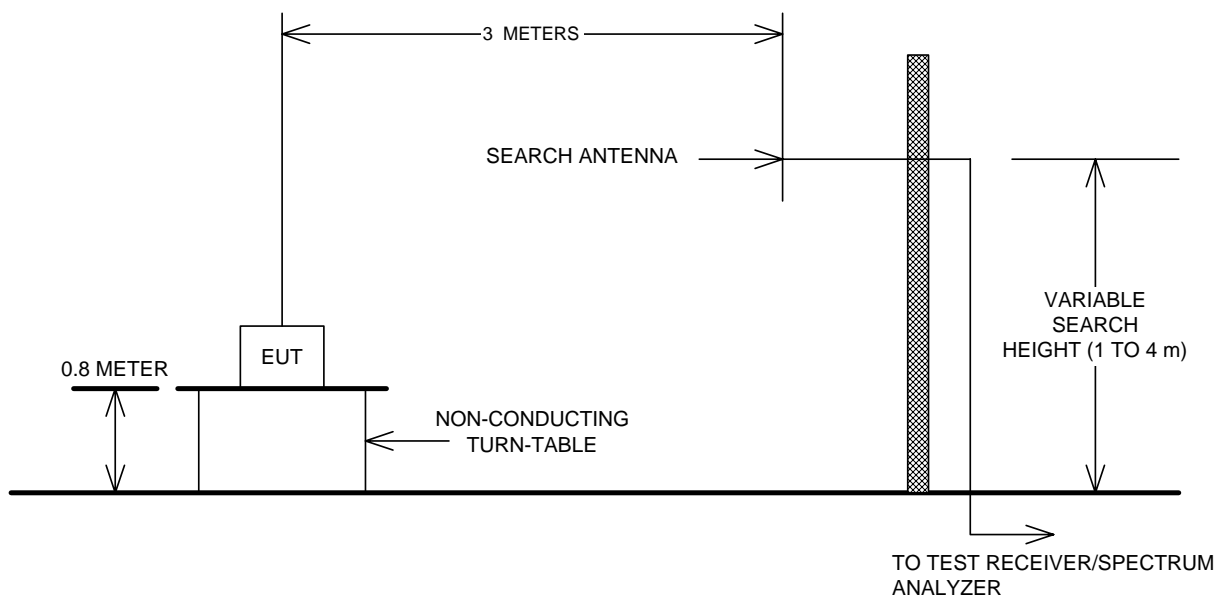 3 METERS
SEARCH ANTENNA
VARIABLE
SEARCH
HEIGHT (1 TO 4 m)
EUT
0.8 METER
NON-CONDUCTING
TURN-TABLE
TO TEST RECEIVER/SPECTRUM
ANALYZER